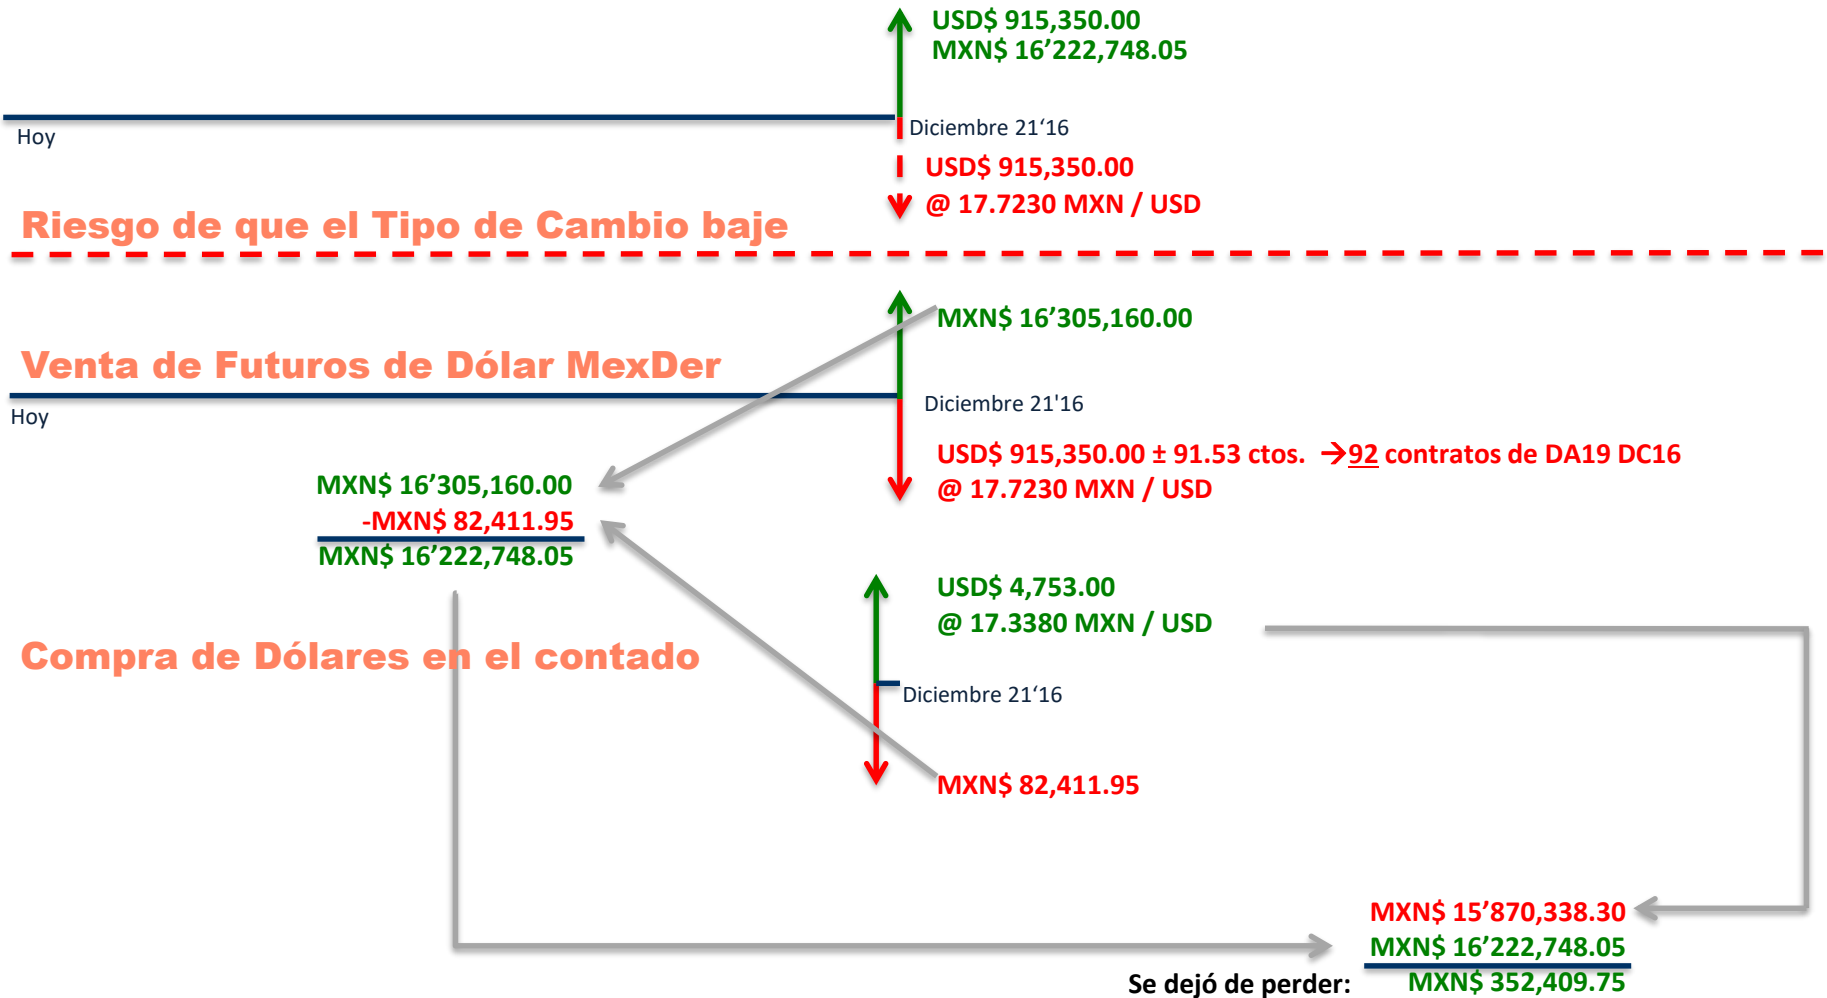 USD$ 915,350.00
MXN$ 16’222,748.05
Hoy
Diciembre 21‘16
USD$ 915,350.00
@ 17.7230 MXN / USD
Riesgo de que el Tipo de Cambio baje
MXN$ 16’305,160.00
Venta de Futuros de Dólar MexDer
Hoy
Diciembre 21'16
USD$ 915,350.00 ± 91.53 ctos. →92 contratos de DA19 DC16
@ 17.7230 MXN / USD
MXN$ 16’305,160.00
-MXN$ 82,411.95
MXN$ 16’222,748.05
USD$ 4,753.00
@ 17.3380 MXN / USD
Compra de Dólares en el contado
Diciembre 21‘16
MXN$ 82,411.95
MXN$ 15’870,338.30
MXN$ 16’222,748.05
Se dejó de perder: MXN$ 352,409.75